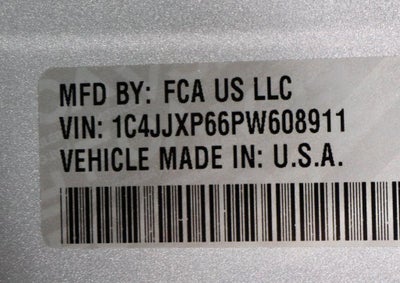 MFD BY: FCA US LLC
VIN: 1C4JJXP66PW608911
VEHICLE MADE IN: U.S.A.